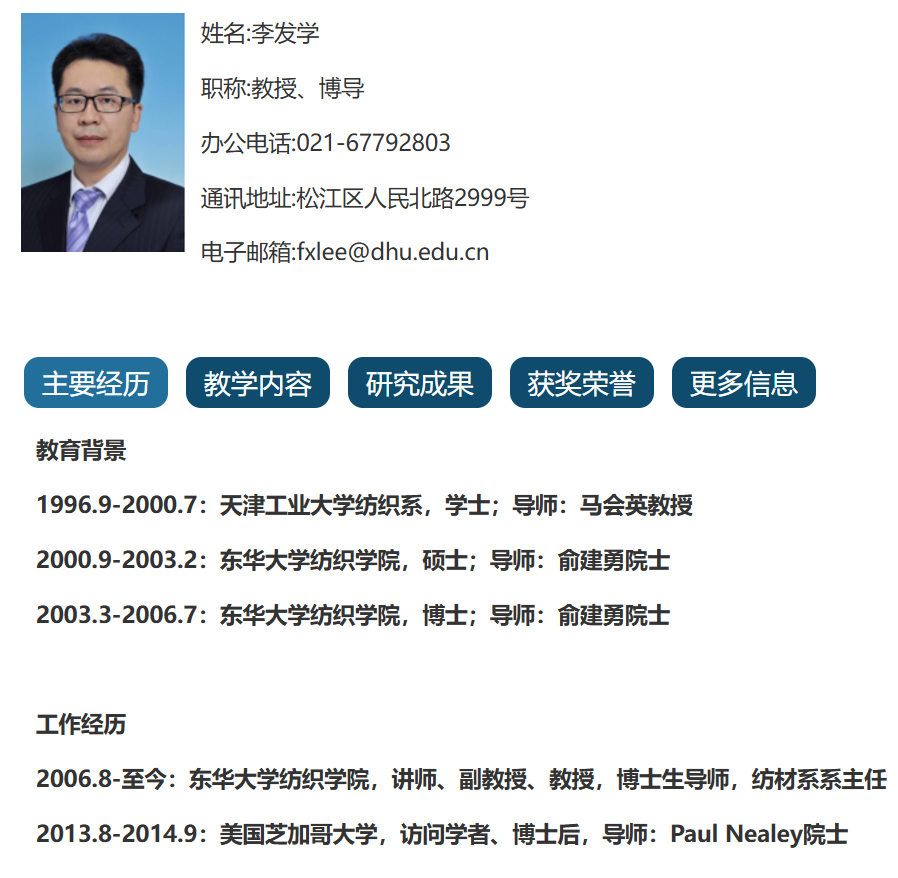 姓名:李发学
职称:教授、博导
办公电话:021-67792803
通讯地址:松江区人民北路2999号
电子邮箱:fxlee@dhu.edu.cn
主要经历 教学内容 研究成果 获奖荣誉 更多信息
教育背景
1996.9-2000.7：天津工业大学纺织系，学士；导师：马会英教授
2000.9-2003.2：东华大学纺织学院，硕士；导师：俞建勇院士
2003.3-2006.7：东华大学纺织学院，博士；导师：俞建勇院士
工作经历
2006.8-至今：东华大学纺织学院，讲师、副教授、教授，博士生导师，纺材系系主任
2013.8-2014.9：美国芝加哥大学，访问学者、博士后，导师：Paul Nealey院士